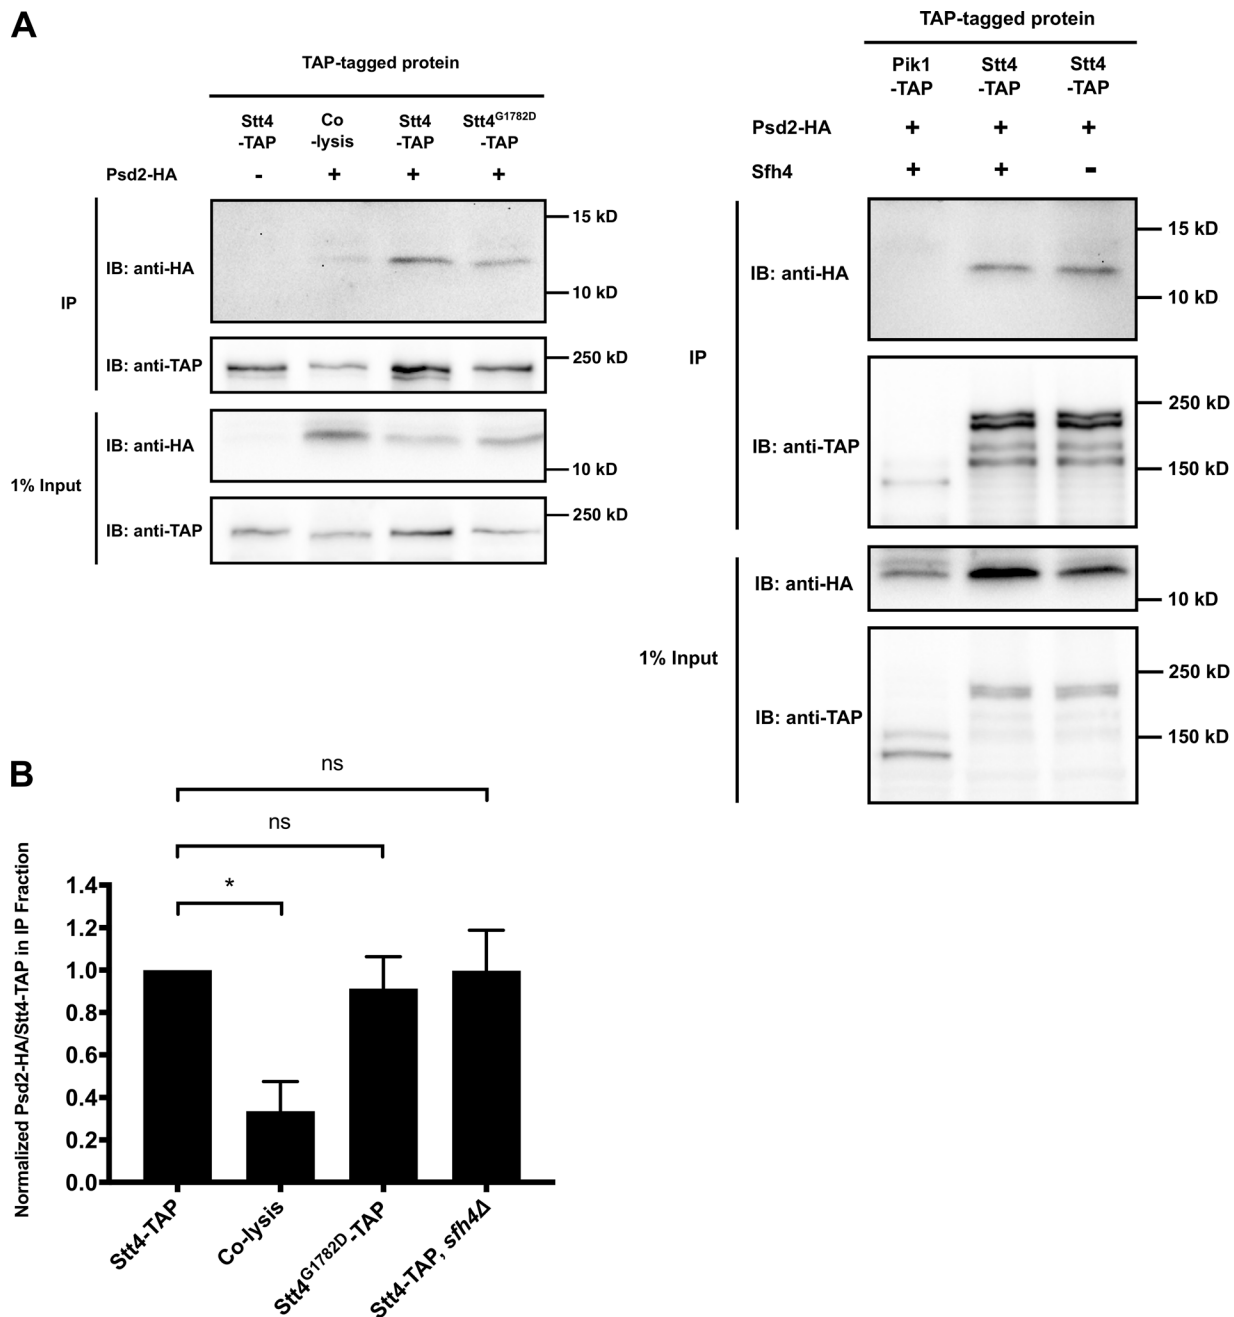 A
TAP-tagged protein
Stt4 -TAP
Co -lysis
Stt4 -TAP
Stt4G1782D -TAP
Psd2-HA - + + +
IP
IB: anti-HA
15 kD
10 kD
IB: anti-TAP
250 kD
1% Input
IB: anti-HA
10 kD
IB: anti-TAP
250 kD
TAP-tagged protein
Pik1 -TAP
Stt4 -TAP
Stt4 -TAP
Psd2-HA + + +
Sfh4 + + -
IP
IB: anti-HA
15 kD
10 kD
IB: anti-TAP
250 kD
150 kD
1% Input
IB: anti-HA
10 kD
IB: anti-TAP
250 kD
150 kD
B
ns
ns
*
Normalized Psd2-HA/Stt4-TAP in IP Fraction
1.4
1.2
1.0
0.8
0.6
0.4
0.2
0.0
Stt4-TAP
Co-lysis
Stt4G1782D-TAP
Stt4-TAP, sfh4Δ